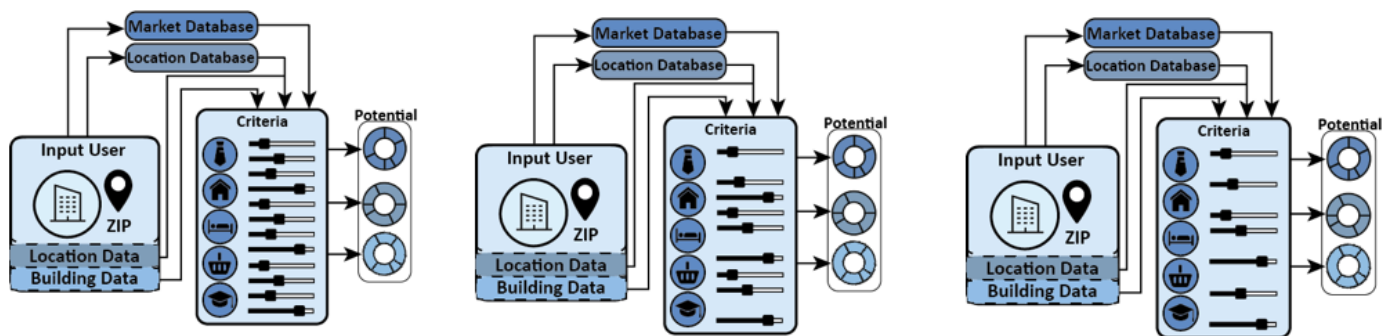 Market Database
Location Database
Criteria
Potential
Input User
ZIP
Location Data
Building Data
Market Database
Location Database
Criteria
Potential
Input User
ZIP
Location Data
Building Data
Market Database
Location Database
Criteria
Potential
Input User
ZIP
Location Data
Building Data